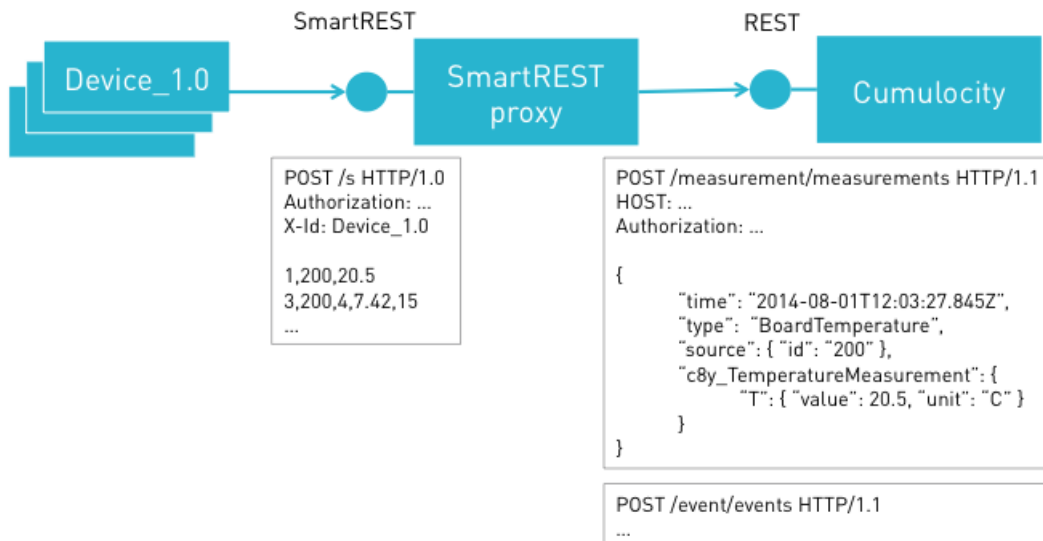 SmartREST
REST
Device_1.0
SmartREST
proxy
Cumulocity
POST /s HTTP/1.0
Authorization: ...
X-Id: Device_1.0
1,200,20.5
3,200,4,7.42,15
...
POST /measurement/measurements HTTP/1.1
HOST: ...
Authorization: ...
{
“time”: “2014-08-01T12:03:27.845Z”,
“type”:  “BoardTemperature”,
“source”: { “id”: “200” },
“c8y_TemperatureMeasurement”: {
“T”: { “value”: 20.5, “unit”: “C” }
}
}
POST /event/events HTTP/1.1
...